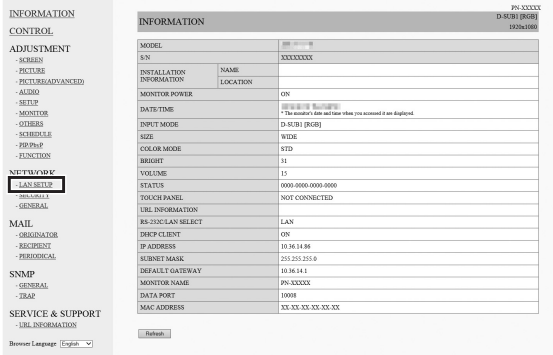 INFORMATION
CONTROL
ADJUSTMENT
- SCREEN
- PICTURE
- PICTURE(ADVANCED)
- AUDIO
- SETUP
- MONITOR
- OTHERS
- SCHEDULE
- PIP/PbyP
- FUNCTION
NETWORK
- LAN SETUP
- SECURITY
- GENERAL
MAIL
- ORIGINATOR
- RECIPIENT
- PERIODICAL
SNMP
- GENERAL
- TRAP
SERVICE & SUPPORT
- URL INFORMATION
Browser Language English
PN-XXXXX
INFORMATION D-SUB1 [RGB]
1920x1080
MODEL
S/N XXXXXXXX
INSTALLATION INFORMATION NAME
LOCATION
MONITOR POWER ON
DATE/TIME
* The monitor's date and time when you accessed it are displayed.
INPUT MODE D-SUB1 [RGB]
SIZE WIDE
COLOR MODE STD
BRIGHT 31
VOLUME 15
STATUS 0000-0000-0000-0000
TOUCH PANEL NOT CONNECTED
URL INFORMATION
RS-232C/LAN SELECT LAN
DHCP CLIENT ON
IP ADDRESS 10.36.14.86
SUBNET MASK 255.255.255.0
DEFAULT GATEWAY 10.36.14.1
MONITOR NAME PN-XXXXX
DATA PORT 10008
MAC ADDRESS XX-XX-XX-XX-XX-XX
Refresh